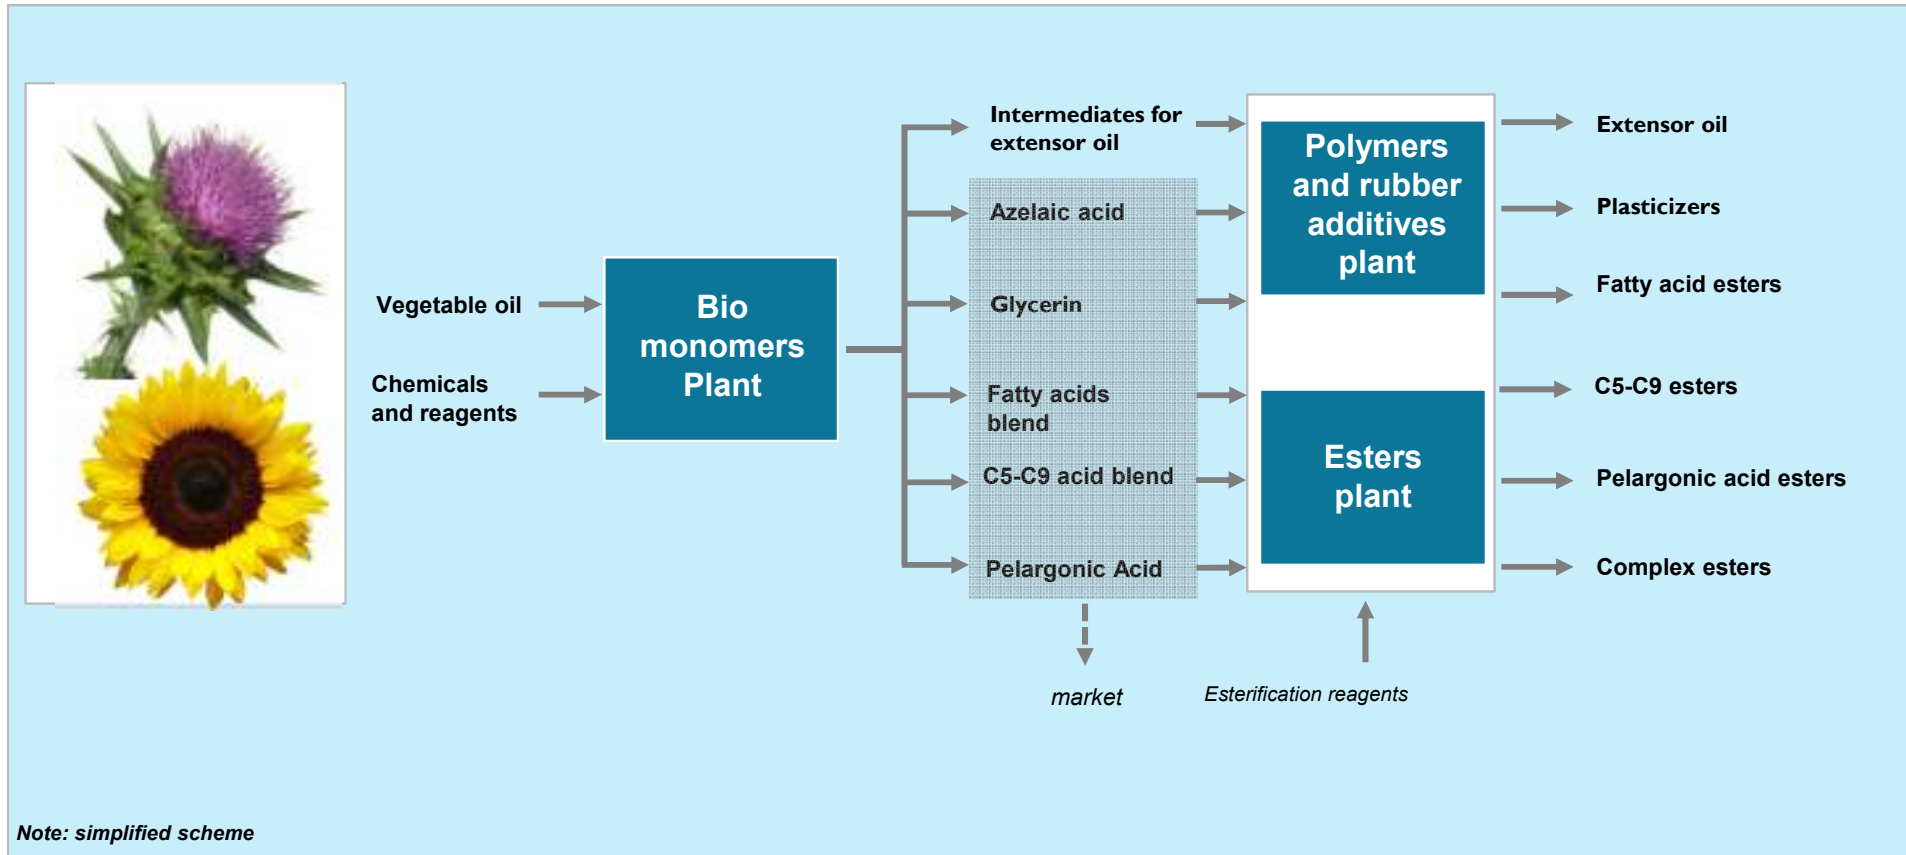 Vegetable oil
Chemicals
and reagents
Bio
monomers
Plant
Intermediates for
extensor oil
Azelaic acid
Glycerin
Fatty acids
blend
C5-C9 acid blend
Pelargonic Acid
market
Polymers
and rubber
additives
plant
Esters
plant
Esterification reagents
Extensor oil
Plasticizers
Fatty acid esters
C5-C9 esters
Pelargonic acid esters
Complex esters
Note: simplified scheme